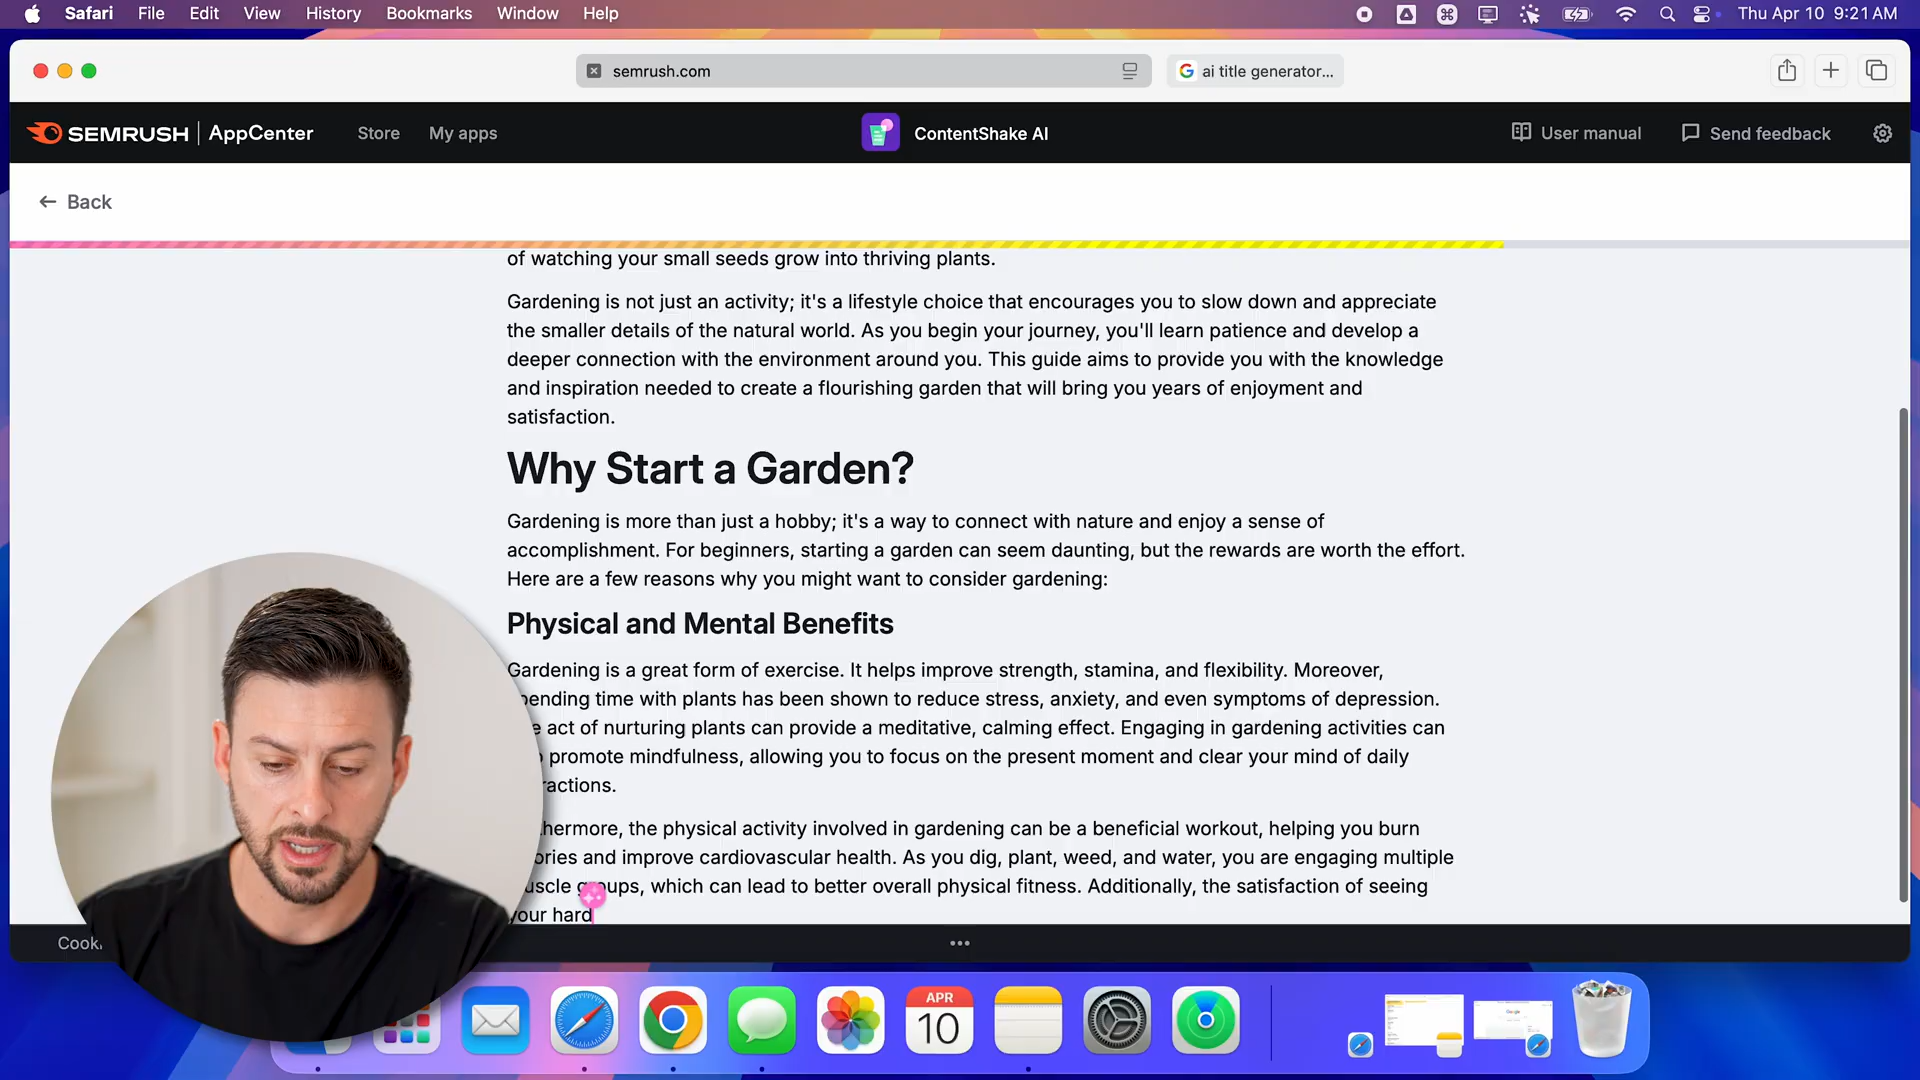 Safari File Edit View History Bookmarks Window Help Thu Apr 10 9:21 AM
semrush.com
ai title generator...
SEMRUSH AppCenter Store My apps ContentShake AI User manual Send feedback
← Back
of watching your small seeds grow into thriving plants.
Gardening is not just an activity; it's a lifestyle choice that encourages you to slow down and appreciate
the smaller details of the natural world. As you begin your journey, you'll learn patience and develop a
deeper connection with the environment around you. This guide aims to provide you with the knowledge
and inspiration needed to create a flourishing garden that will bring you years of enjoyment and
satisfaction.
Why Start a Garden?
Gardening is more than just a hobby; it's a way to connect with nature and enjoy a sense of
accomplishment. For beginners, starting a garden can seem daunting, but the rewards are worth the effort.
Here are a few reasons why you might want to consider gardening:
Physical and Mental Benefits
Gardening is a great form of exercise. It helps improve strength, stamina, and flexibility. Moreover,
pending time with plants has been shown to reduce stress, anxiety, and even symptoms of depression.
e act of nurturing plants can provide a meditative, calming effect. Engaging in gardening activities can
promote mindfulness, allowing you to focus on the present moment and clear your mind of daily
ractions.
hermore, the physical activity involved in gardening can be a beneficial workout, helping you burn
ories and improve cardiovascular health. As you dig, plant, weed, and water, you are engaging multiple
uscle groups, which can lead to better overall physical fitness. Additionally, the satisfaction of seeing
your hard
Cooki
APR
10